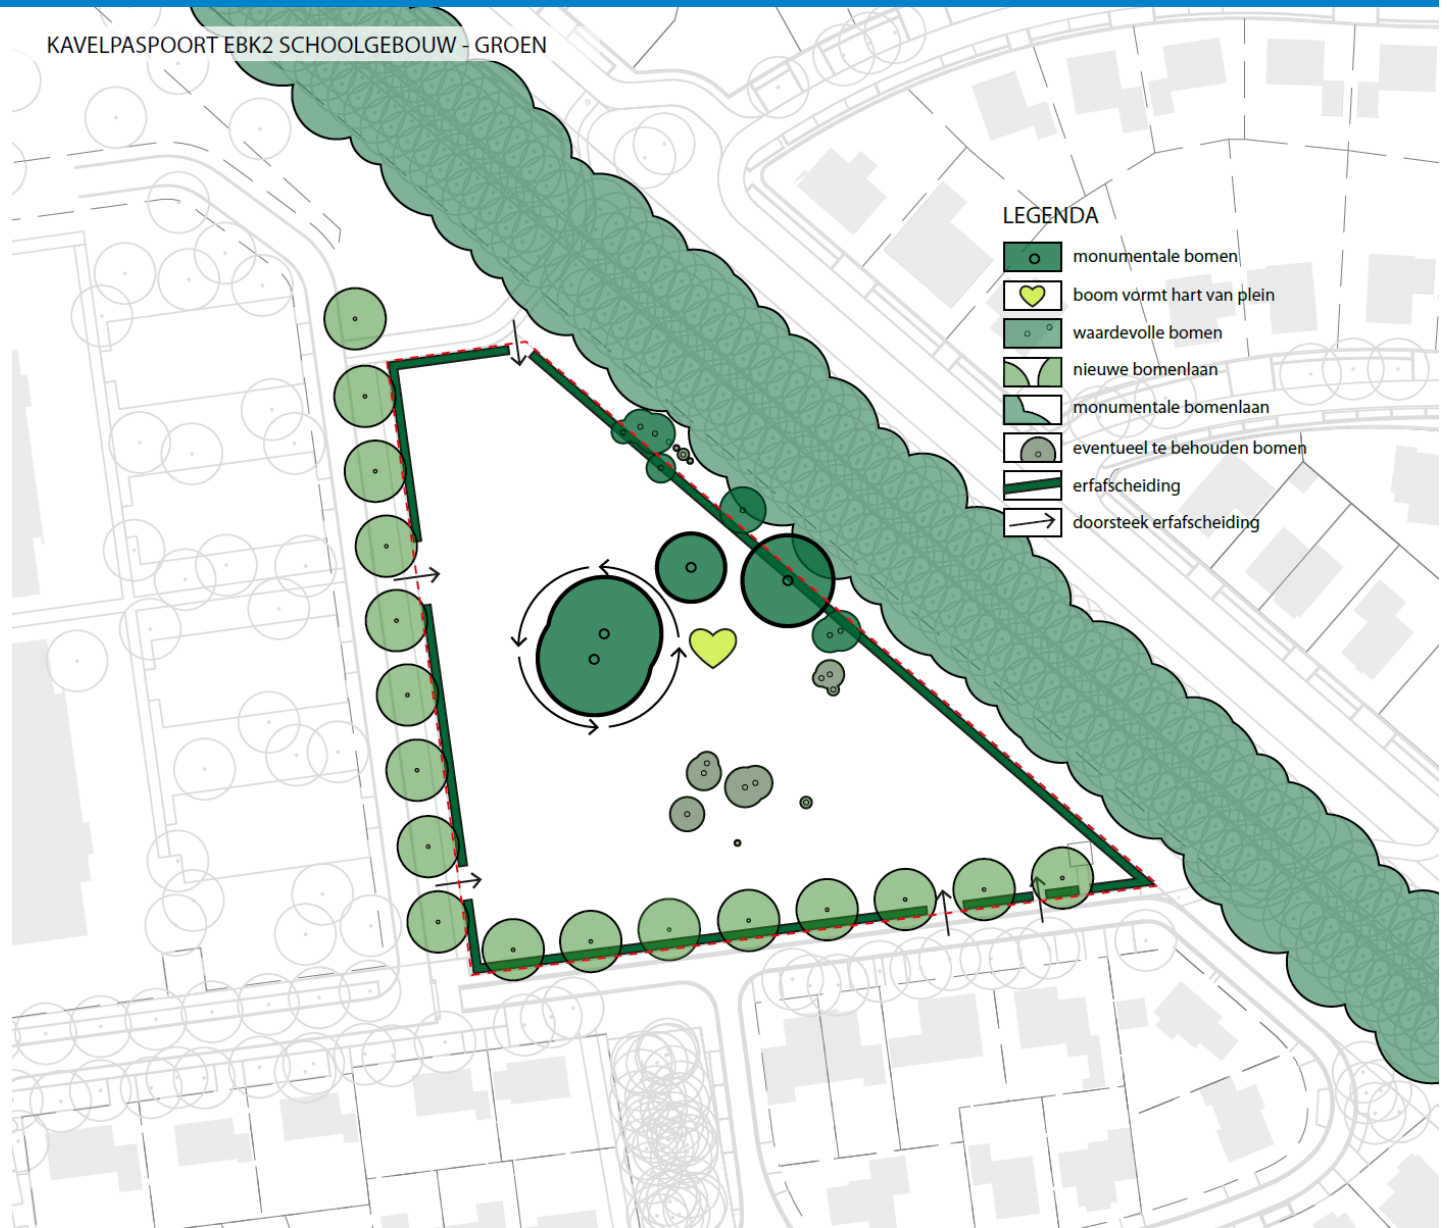 KAVELPASPOORT EBK2 SCHOOLGEBOUW - GROEN
LEGENDA
monumentale bomen
boom vormt hart van plein
waardevolle bomen
nieuwe bomenlaan
monumentale bomenlaan
eventueel te behouden bomen
erfafscheiding
doorsteek erfafscheiding